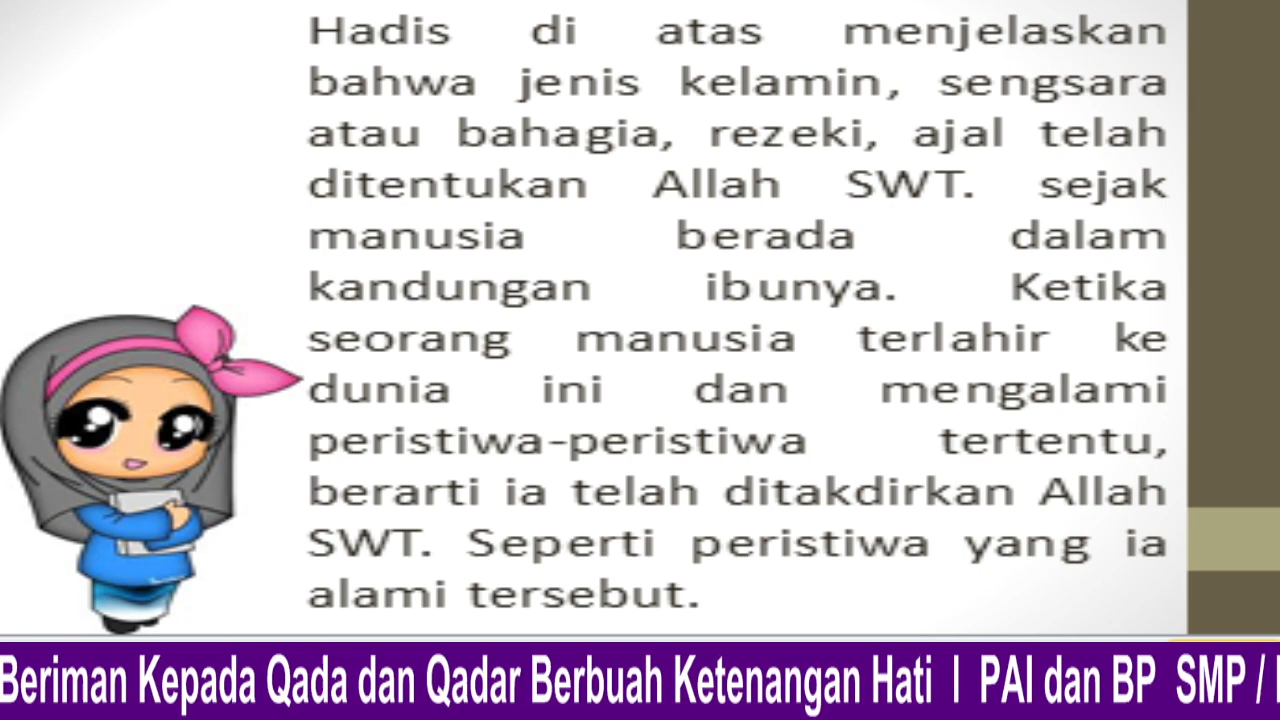 Hadis di atas menjelaskan
bahwa jenis kelamin, sengsara
atau bahagia, rezeki, ajal telah
ditentukan Allah SWT. sejak
manusia berada dalam
kandungan ibunya. Ketika
seorang manusia terlahir ke
dunia ini dan mengalami
peristiwa-peristiwa tertentu,
berarti ia telah ditakdirkan Allah
SWT. Seperti peristiwa yang ia
alami tersebut.
Beriman Kepada Qada dan Qadar Berbuah Ketenangan Hati I PAI dan BP SMP /